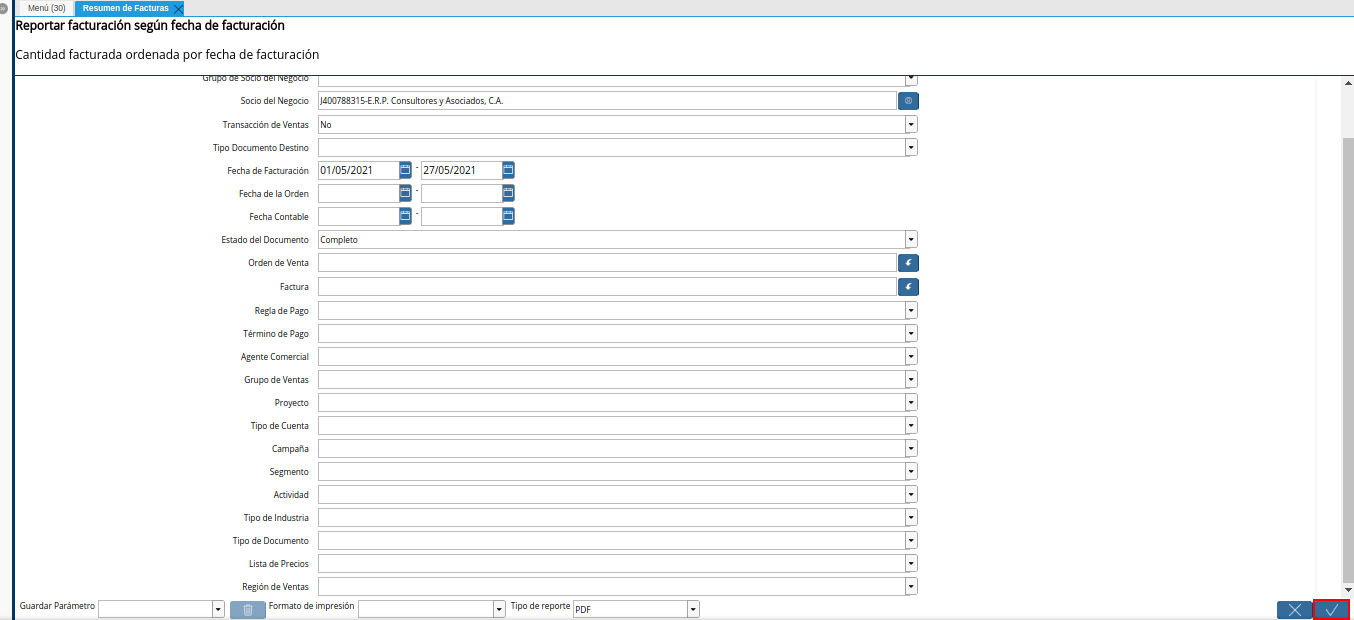 Menú (30) Resumen de Facturas
Reportar facturación según fecha de facturación
Cantidad facturada ordenada por fecha de facturación
Grupo de Socio del Negocio
Socio del Negocio J400788315-E.R.P. Consultores y Asociados, C.A.
Transacción de Ventas No
Tipo Documento Destino
Fecha de Facturación 01/05/2021 - 27/05/2021
Fecha de la Orden -
Fecha Contable -
Estado del Documento Completo
Orden de Venta
Factura
Regla de Pago
Término de Pago
Agente Comercial
Grupo de Ventas
Proyecto
Tipo de Cuenta
Campaña
Segmento
Actividad
Tipo de Industria
Tipo de Documento
Lista de Precios
Región de Ventas
Guardar Parámetro Formato de impresión Tipo de reporte PDF